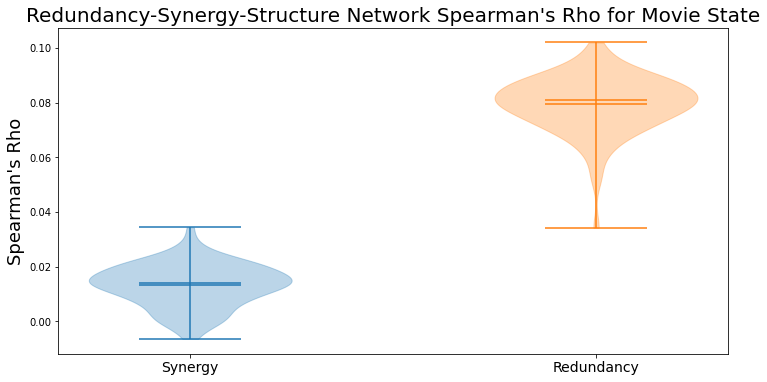 Redundancy-Synergy-Structure Network Spearman's Rho for Movie State
Spearman's Rho
0.10
0.08
0.06
0.04
0.02
0.00
Synergy
Redundancy